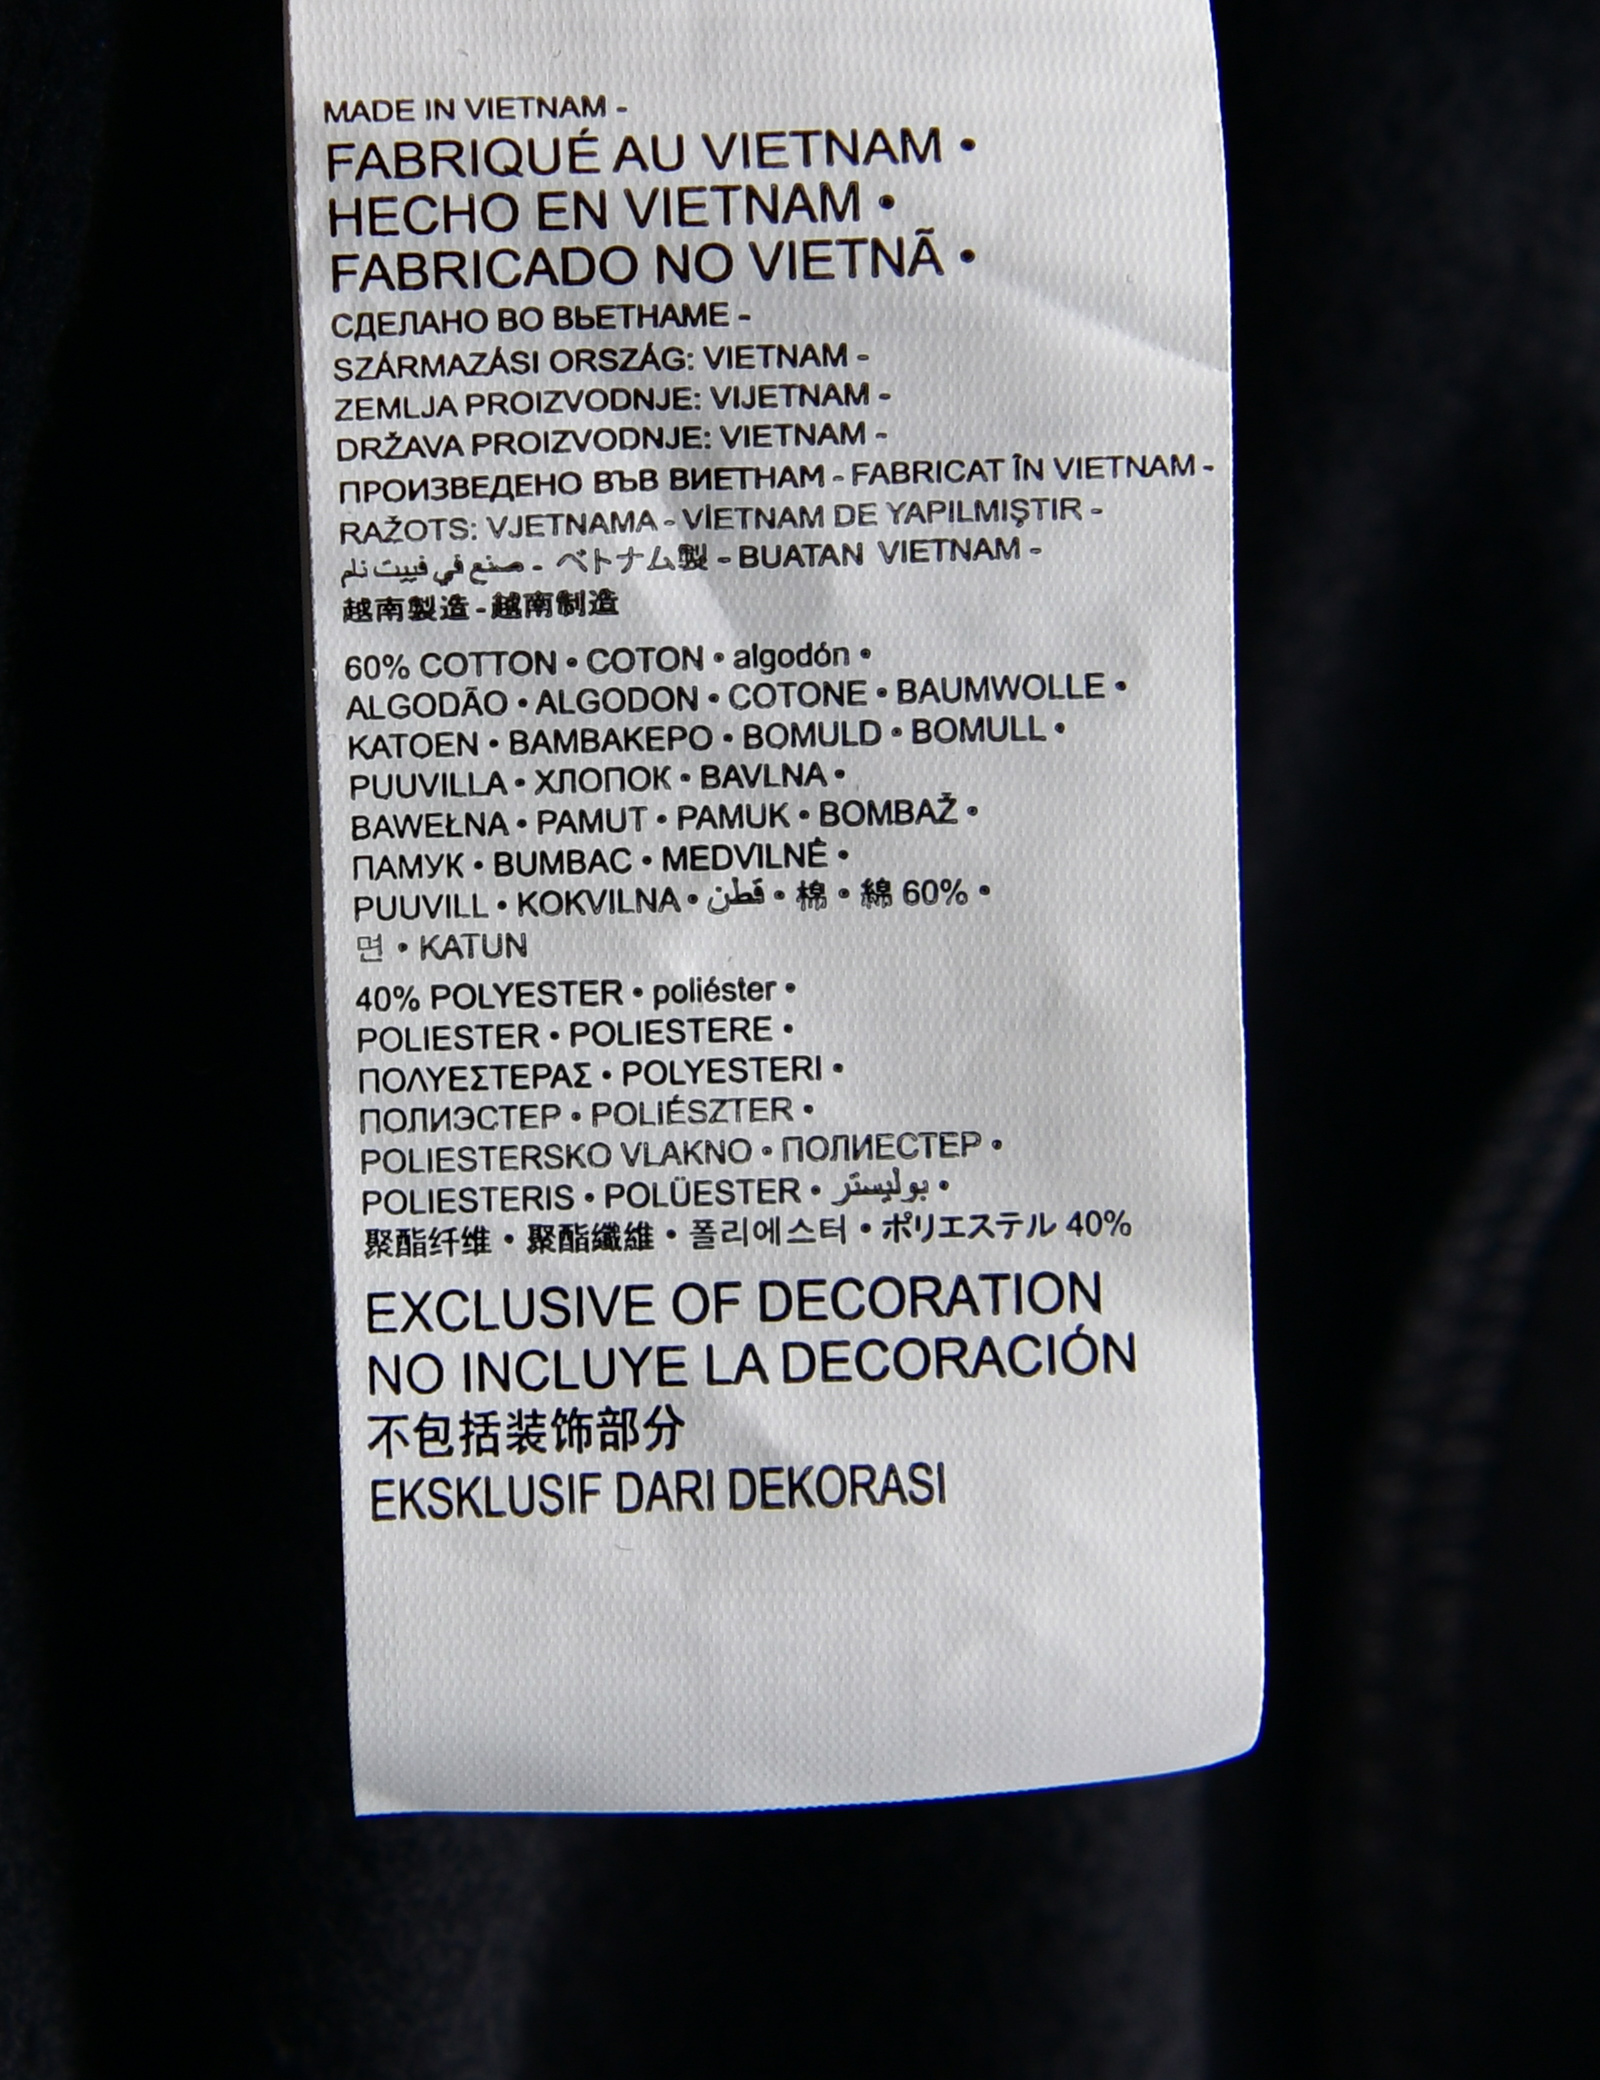 MADE IN VIETNAM -
FABRIQUÉ AU VIETNAM •
HECHO EN VIETNAM •
FABRICADO NO VIETNÃ •
СДЕЛАНО ВО ВЬЕТНАМЕ -
SZÁRMAZÁSI ORSZÁG: VIETNAM -
ZEMLJA PROIZVODNJE: VIJETNAM -
DRŽAVA PROIZVODNJE: VIETNAM -
ПРОИЗВЕДЕНО ВЪВ ВИЕТНАМ - FABRICAT ÎN VIETNAM -
RAŽOTS: VJETNAMA - VİETNAM DE YAPILMIŞTIR -
صنع في فييت نام - ベトナム製 - BUATAN VIETNAM -
越南製造 - 越南制造
60% COTTON • COTON • algodón •
ALGODÃO • ALGODON • COTONE • BAUMWOLLE •
KATOEN • ΒΑΜΒΑΚΕΡΟ • BOMULD • BOMULL •
PUUVILLA • ХЛОПОК • BAVLNA •
BAWEŁNA • PAMUT • PAMUK • BOMBAŽ •
ПАМУК • BUMBAC • MEDVILNĖ •
PUUVILL • KOKVILNA • قطن • 棉 • 綿 60% •
면 • KATUN
40% POLYESTER • poliéster •
POLIESTER • POLIESTERE •
ΠΟΛΥΕΣΤΕΡΑΣ • POLYESTERI •
ПОЛИЭСТЕР • POLIÉSZTER •
POLIESTERSKO VLAKNO • ПОЛИЕСТЕР •
POLIESTERIS • POLÜESTER • بوليستر •
聚酯纤维 • 聚酯纖維 • 폴리에스터 • ポリエステル 40%
EXCLUSIVE OF DECORATION
NO INCLUYE LA DECORACIÓN
不包括装饰部分
EKSKLUSIF DARI DEKORASI